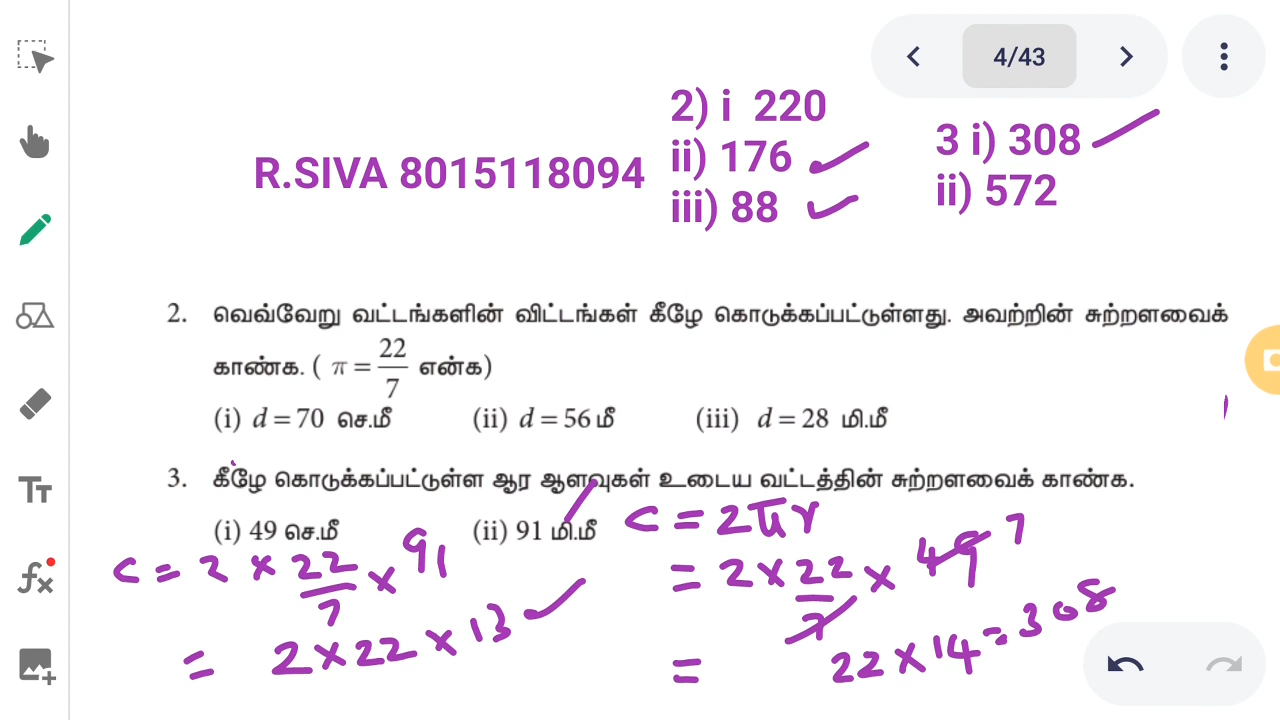 4/43
2) i 220
ii) 176
iii) 88
3 i) 308
ii) 572
R.SIVA 8015118094
2. வெவ்வேறு வட்டங்களின் விட்டங்கள் கீழே கொடுக்கப்பட்டுள்ளது. அவற்றின் சுற்றளவைக்
காண்க. ( π = 22/7 என்க)
(i) d = 70 செ.மீ (ii) d = 56 மீ (iii) d = 28 மி.மீ
3. கீழே கொடுக்கப்பட்டுள்ள ஆர ஆளவுகள் உடைய வட்டத்தின் சுற்றளவைக் காண்க.
(i) 49 செ.மீ (ii) 91 மி.மீ
C = 2 × 22/7 × 91
= 2 × 22 × 13
C = 2πr
= 2 × 22/7 × 49 7
= 22 × 14 = 308
Tт
fx